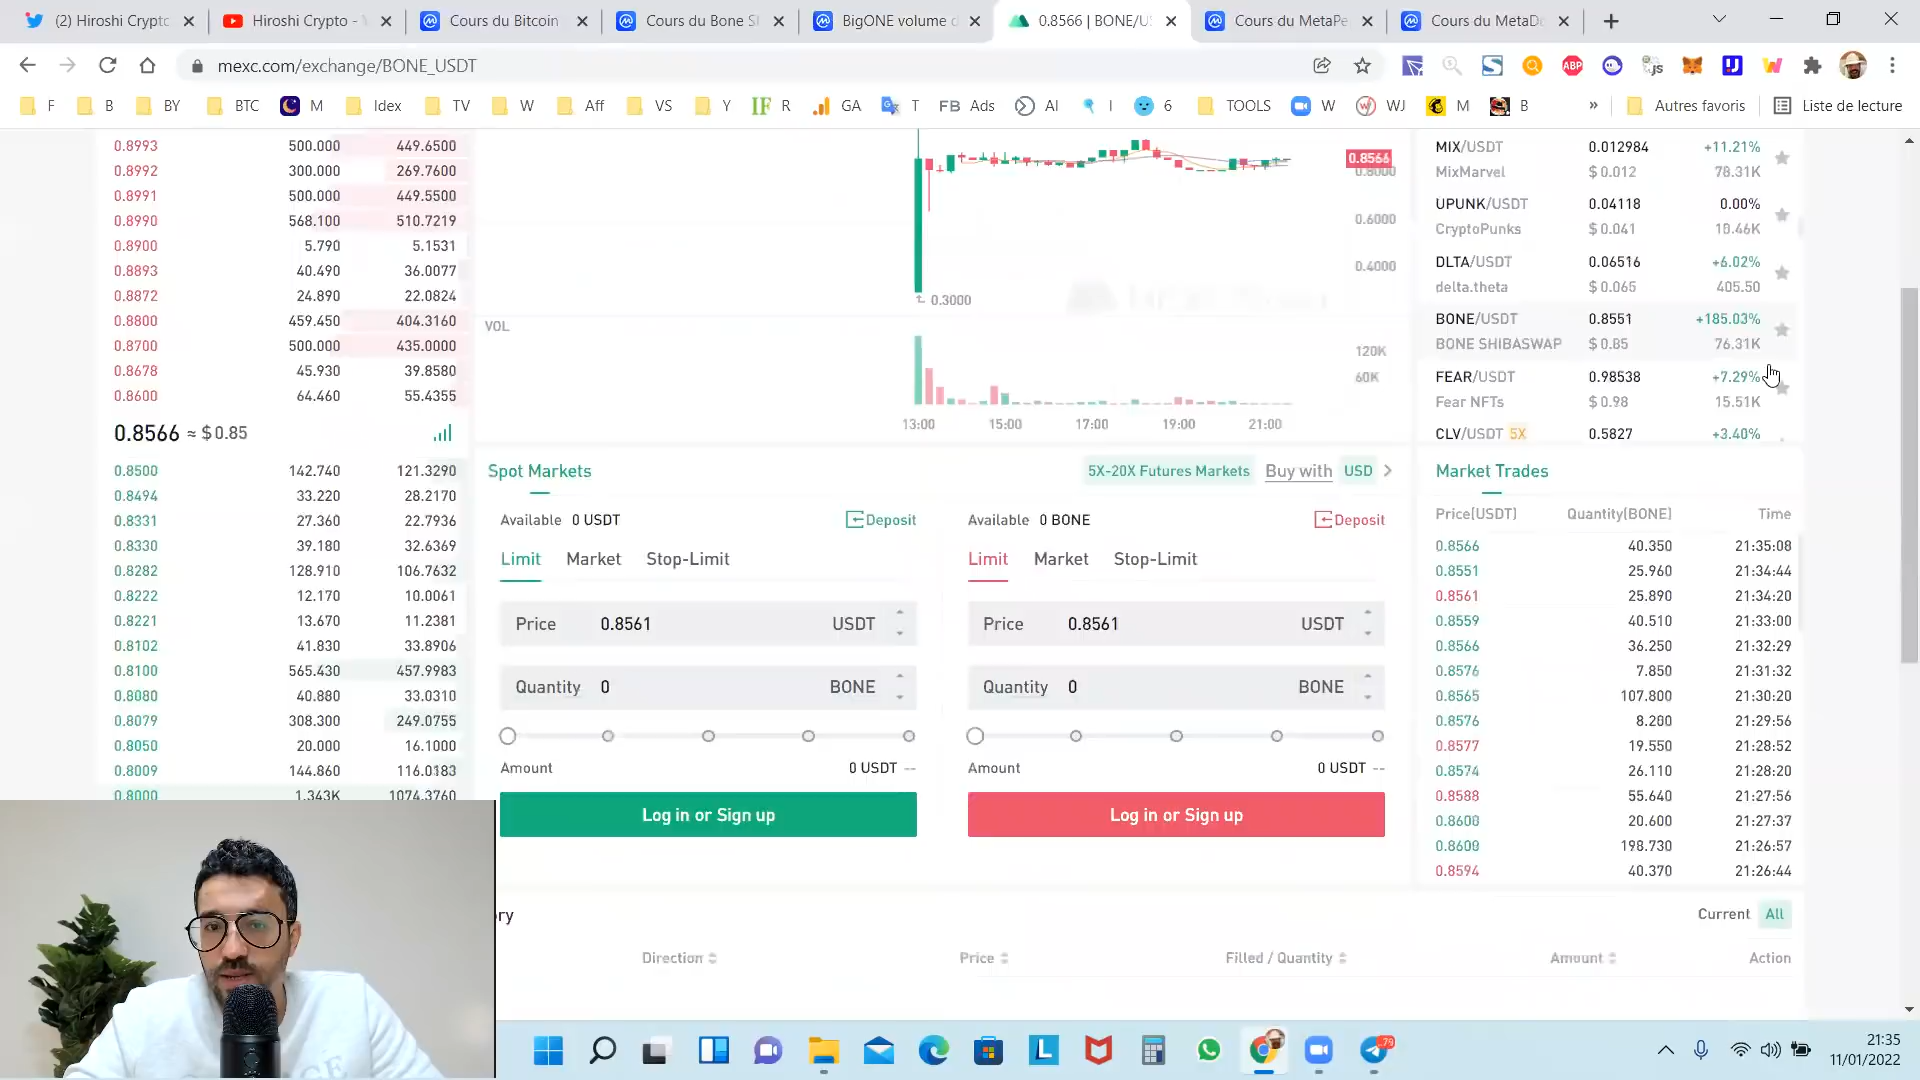 (2) Hiroshi Crypto
Hiroshi Crypto -
Cours du Bitcoin
Cours du Bone S
BigONE volume d
0.8566 | BONE/U
Cours du MetaPe
Cours du MetaDo
mexc.com/exchange/BONE_USDT
F B BY BTC M Idex TV W Aff VS Y IF R GA T FB Ads AI I 6 TOOLS W WJ M B » Autres favoris Liste de lecture
0.8993 500.000 449.6500
0.8992 300.000 269.7600
0.8991 500.000 449.5500
0.8990 568.100 510.7219
0.8900 5.790 5.1531
0.8893 40.490 36.0077
0.8872 24.890 22.0824
0.8800 459.450 404.3160
0.8700 500.000 435.0000
0.8678 45.930 39.8580
0.8600 64.460 55.4355
0.8566 ≈ $0.85
0.8500 142.740 121.3290
0.8494 33.220 28.2170
0.8331 27.360 22.7936
0.8330 39.180 32.6369
0.8282 128.910 106.7632
0.8222 12.170 10.0061
0.8221 13.670 11.2381
0.8102 41.830 33.8906
0.8100 565.430 457.9983
0.8080 40.880 33.0310
0.8079 308.300 249.0755
0.8050 20.000 16.1000
0.8009 144.860 116.0183
0.8000 1.343K 1074.3760
0.8566
0.8000
0.6000
0.4000
0.3000
VOL
120K
60K
13:00 15:00 17:00 19:00 21:00
Spot Markets
5X-20X Futures Markets Buy with USD
Available 0 USDT Deposit
Limit Market Stop-Limit
Price 0.8561 USDT
Quantity 0 BONE
Amount 0 USDT --
Log in or Sign up
Available 0 BONE Deposit
Limit Market Stop-Limit
Price 0.8561 USDT
Quantity 0 BONE
Amount 0 USDT --
Log in or Sign up
MIX/USDT 0.012984 +11.21%
MixMarvel $ 0.012 78.31K
UPUNK/USDT 0.04118 0.00%
CryptoPunks $ 0.041 18.46K
DLTA/USDT 0.06516 +6.02%
delta.theta $ 0.065 405.50
BONE/USDT 0.8551 +185.03%
BONE SHIBASWAP $ 0.85 76.31K
FEAR/USDT 0.98538 +7.29%
Fear NFTs $ 0.98 15.51K
CLV/USDT 5X 0.5827 +3.40%
Market Trades
Price(USDT) Quantity(BONE) Time
0.8566 40.350 21:35:08
0.8551 25.960 21:34:44
0.8561 25.890 21:34:20
0.8559 40.510 21:33:00
0.8566 36.250 21:32:29
0.8576 7.850 21:31:32
0.8565 107.800 21:30:20
0.8576 8.200 21:29:56
0.8577 19.550 21:28:52
0.8574 26.110 21:28:20
0.8588 55.640 21:27:56
0.8600 20.600 21:27:37
0.8600 198.730 21:26:57
0.8594 40.370 21:26:44
ory
Current All
Direction Price Filled / Quantity Amount Action
79
21:35
11/01/2022